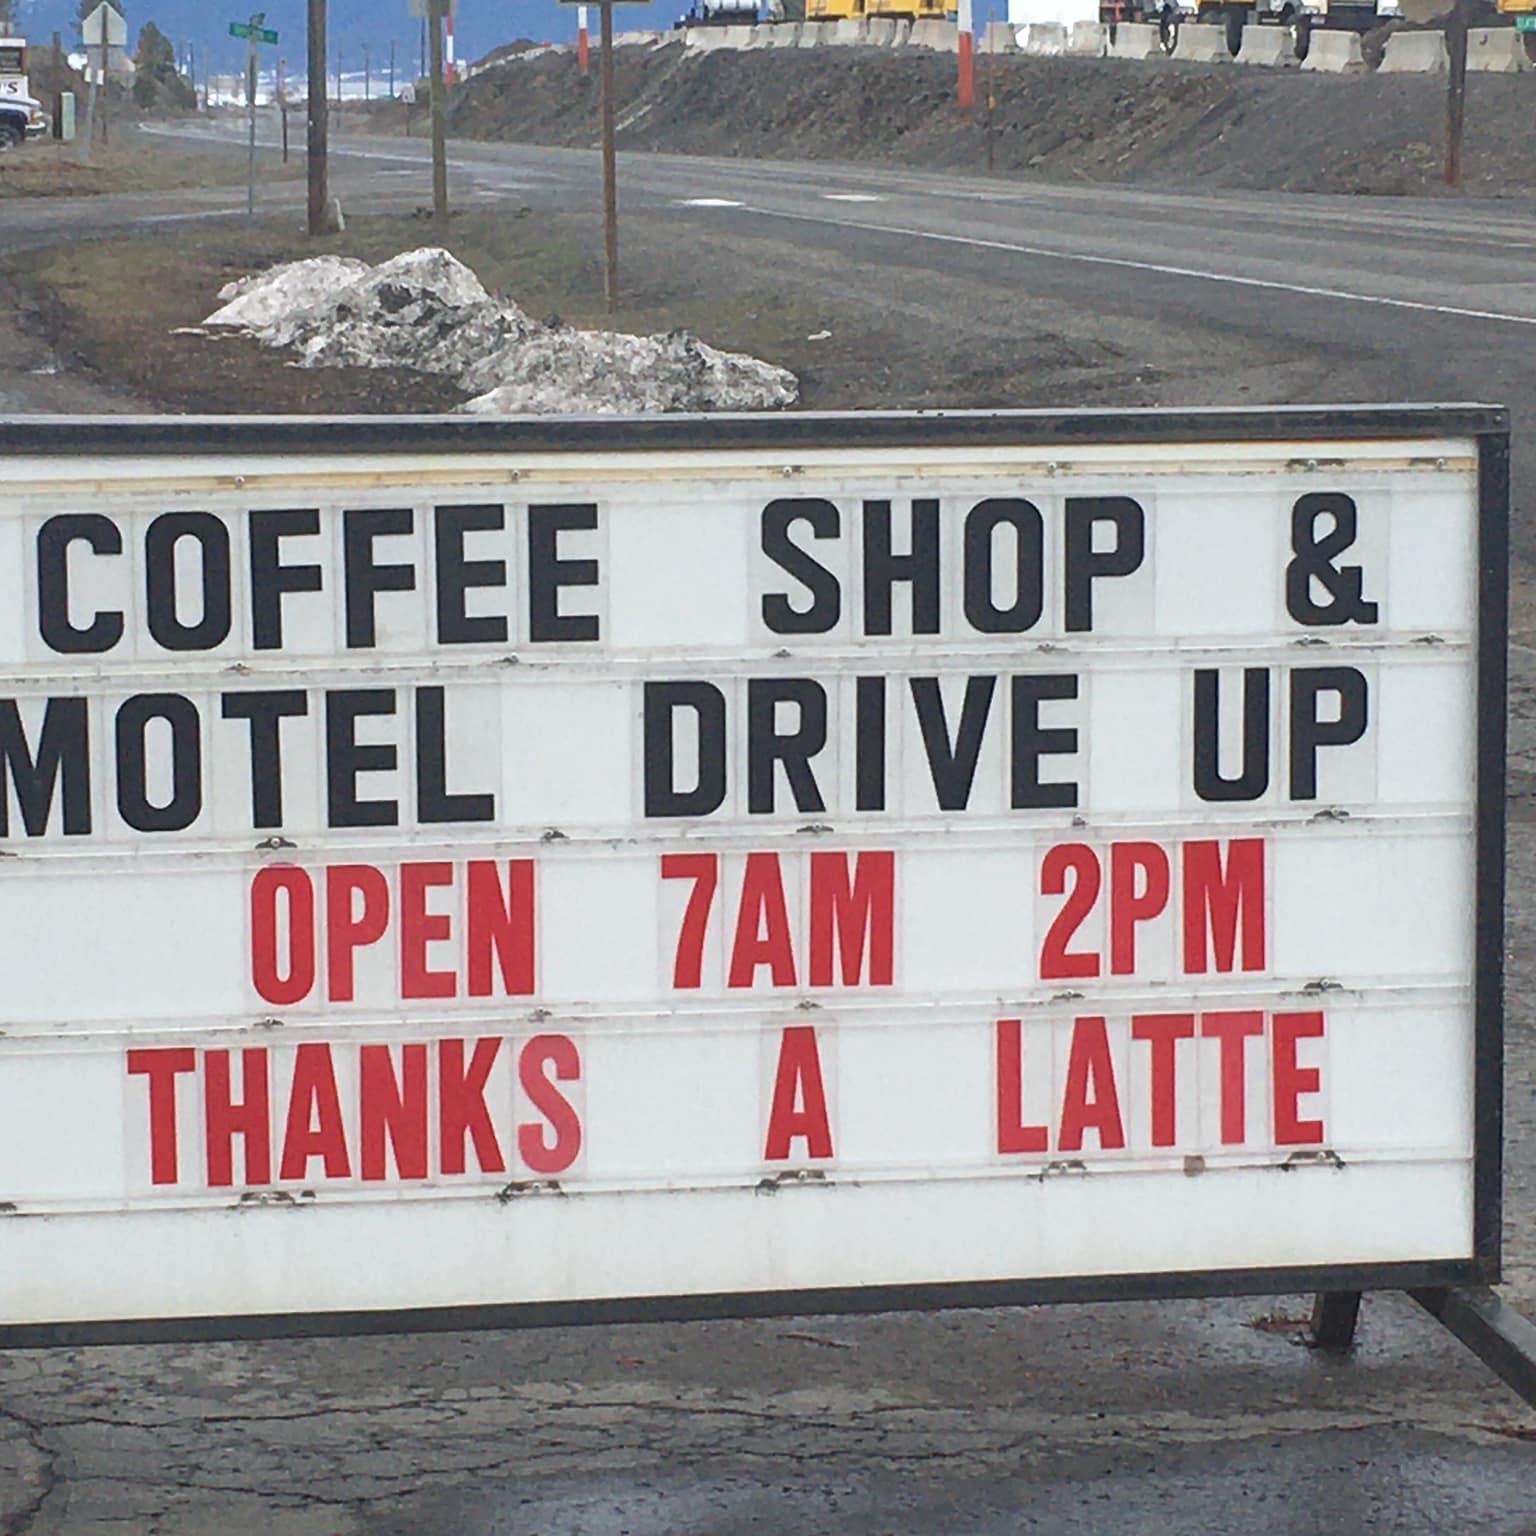 COFFEE SHOP &
MOTEL DRIVE UP
OPEN 7AM 2PM
THANKS A LATTE